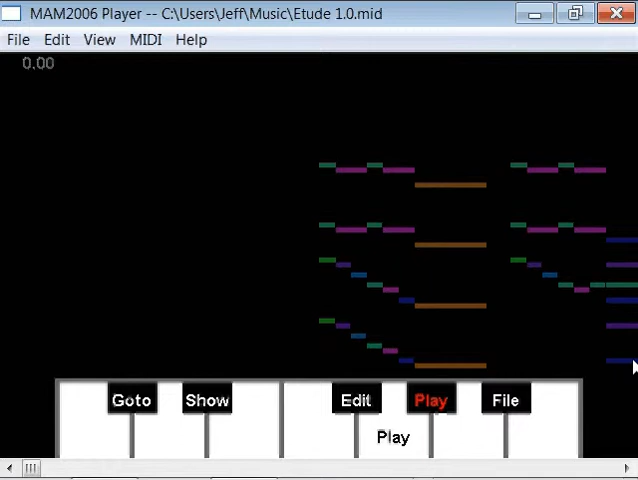 MAM2006 Player -- C:\Users\Jeff\Music\Etude 1.0.mid
File Edit View MIDI Help
0.00
Goto Show Edit Play File
Play